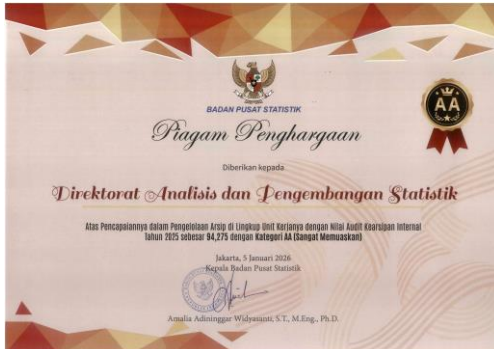 BADAN PUSAT STATISTIK
Piagam Penghargaan
Diberikan kepada
Direktorat Analisis dan Pengembangan Statistik
Atas Pencapaiannya dalam Pengelolaan Arsip di Lingkup Unit Kerjanya dengan Nilai Audit Kearsipan Internal
Tahun 2025 sebesar 94,275 dengan Kategori AA (Sangat Memuaskan)
AA
Jakarta, 5 Januari 2026
Kepala Badan Pusat Statistik
Amalia Adininggar Widyasanti, S.T., M.Eng., Ph.D.